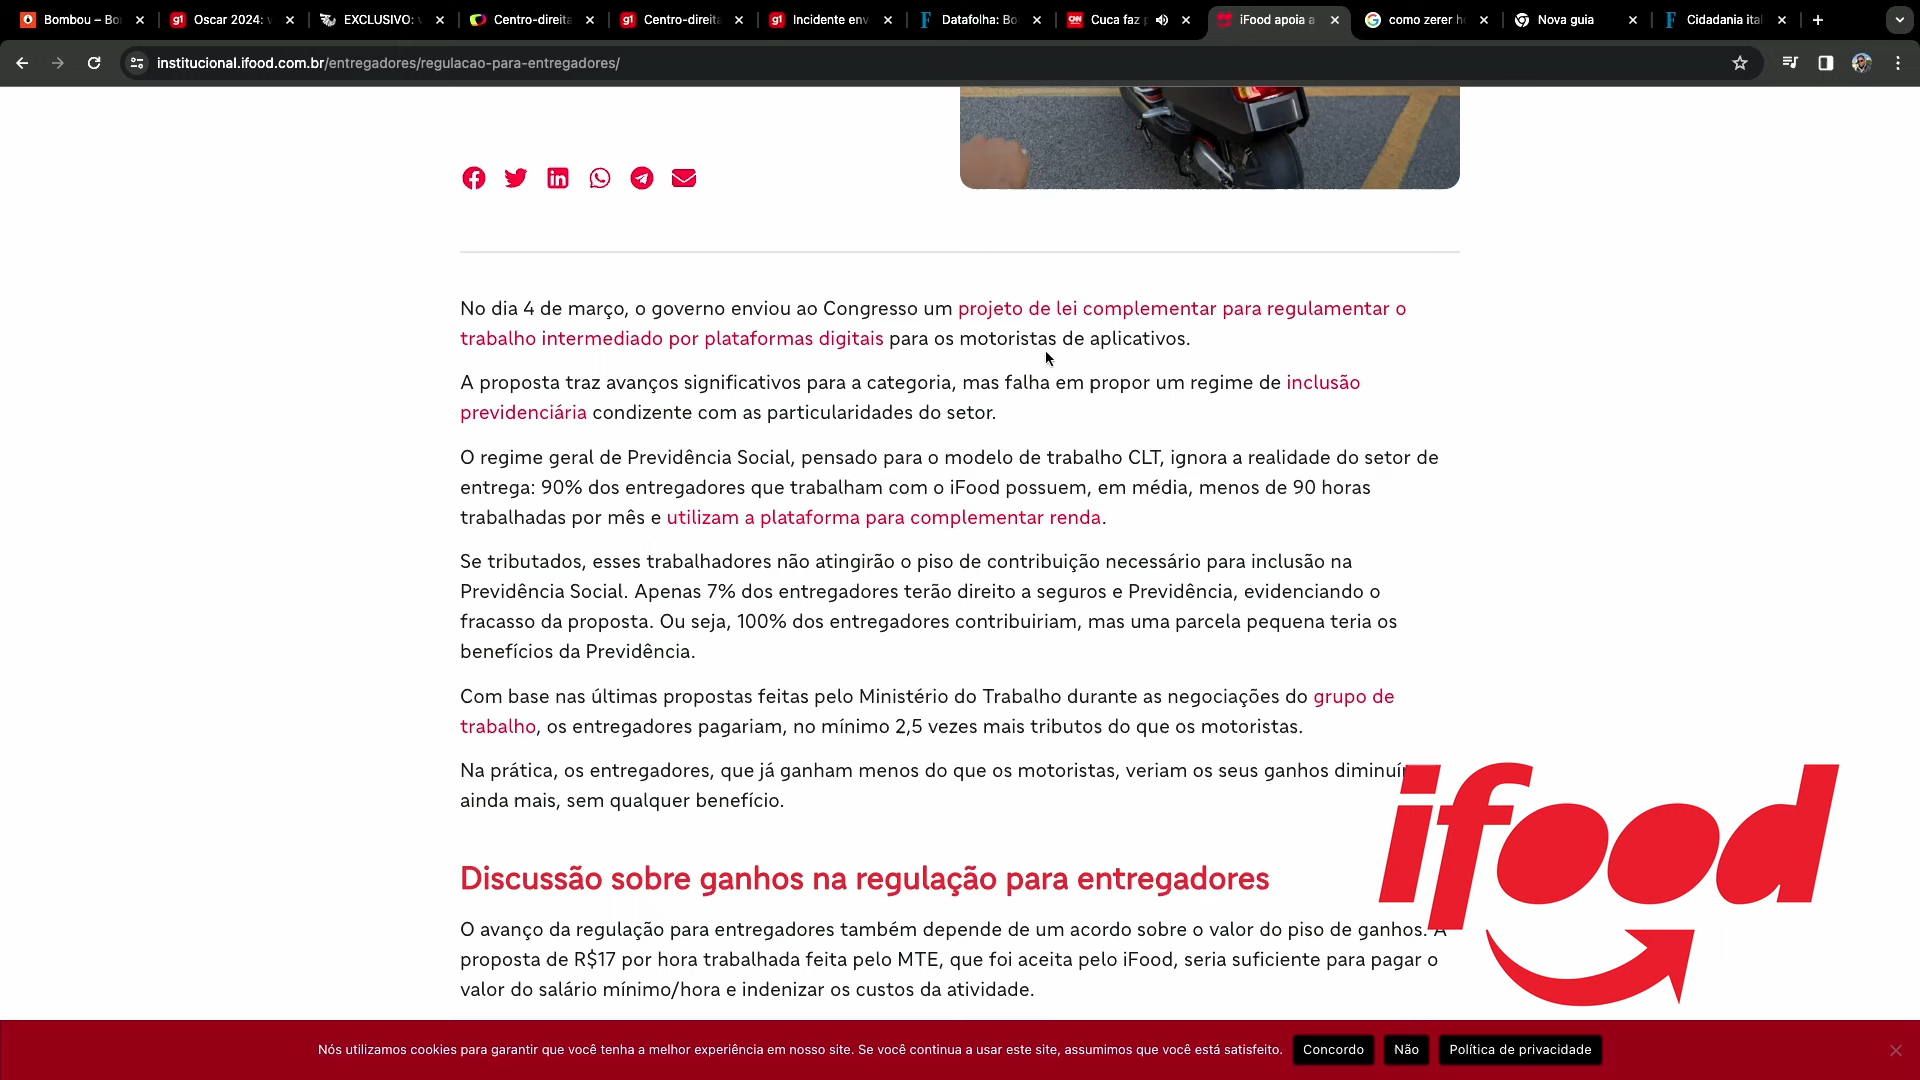 Bombou – Bo
Oscar 2024: v
EXCLUSIVO: v
Centro-direita
Centro-direita
Incidente env
Datafolha: Bo
Cuca faz p
iFood apoia a
como zerer h
Nova guia
Cidadania ita
institucional.ifood.com.br/entregadores/regulacao-para-entregadores/
No dia 4 de março, o governo enviou ao Congresso um projeto de lei complementar para regulamentar o
trabalho intermediado por plataformas digitais para os motoristas de aplicativos.
A proposta traz avanços significativos para a categoria, mas falha em propor um regime de inclusão
previdenciária condizente com as particularidades do setor.
O regime geral de Previdência Social, pensado para o modelo de trabalho CLT, ignora a realidade do setor de
entrega: 90% dos entregadores que trabalham com o iFood possuem, em média, menos de 90 horas
trabalhadas por mês e utilizam a plataforma para complementar renda.
Se tributados, esses trabalhadores não atingirão o piso de contribuição necessário para inclusão na
Previdência Social. Apenas 7% dos entregadores terão direito a seguros e Previdência, evidenciando o
fracasso da proposta. Ou seja, 100% dos entregadores contribuiriam, mas uma parcela pequena teria os
benefícios da Previdência.
Com base nas últimas propostas feitas pelo Ministério do Trabalho durante as negociações do grupo de
trabalho, os entregadores pagariam, no mínimo 2,5 vezes mais tributos do que os motoristas.
Na prática, os entregadores, que já ganham menos do que os motoristas, veriam os seus ganhos diminuír
ainda mais, sem qualquer benefício.
ifood
Discussão sobre ganhos na regulação para entregadores
O avanço da regulação para entregadores também depende de um acordo sobre o valor do piso de ganhos. A
proposta de R$17 por hora trabalhada feita pelo MTE, que foi aceita pelo iFood, seria suficiente para pagar o
valor do salário mínimo/hora e indenizar os custos da atividade.
Nós utilizamos cookies para garantir que você tenha a melhor experiência em nosso site. Se você continua a usar este site, assumimos que você está satisfeito.
Concordo
Não
Política de privacidade